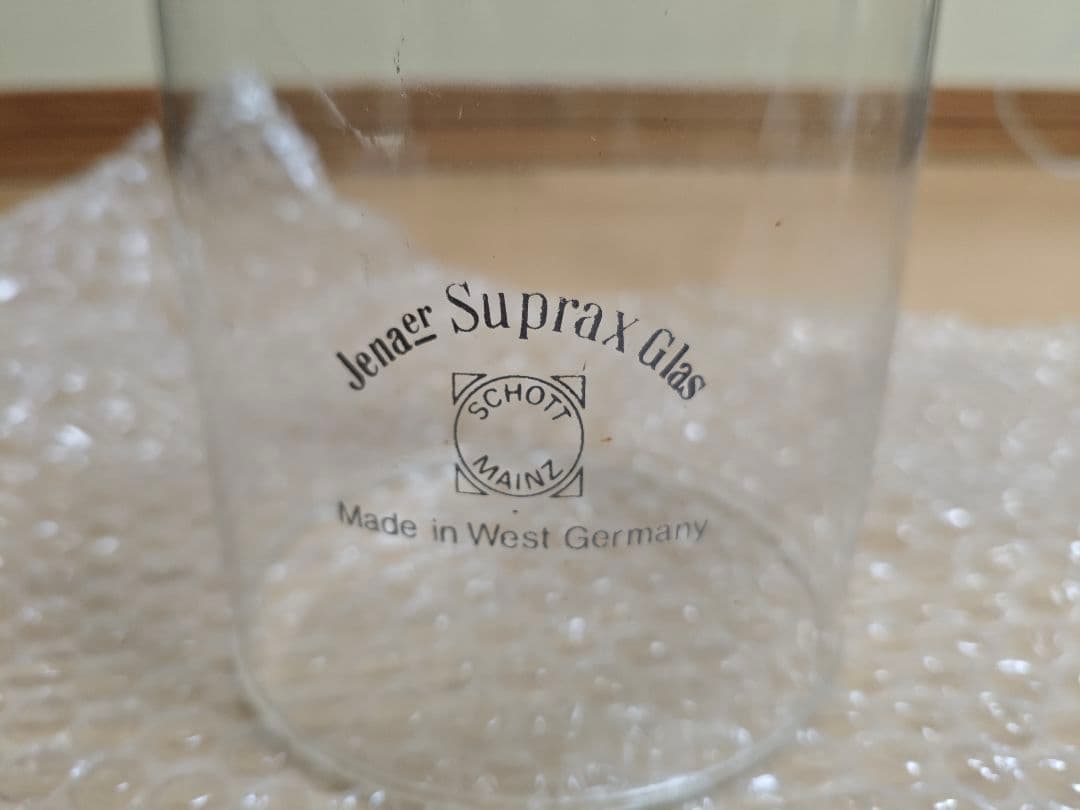 Jenaer Suprax Glas
SCHOTT
MAINZ
Made in West Germany